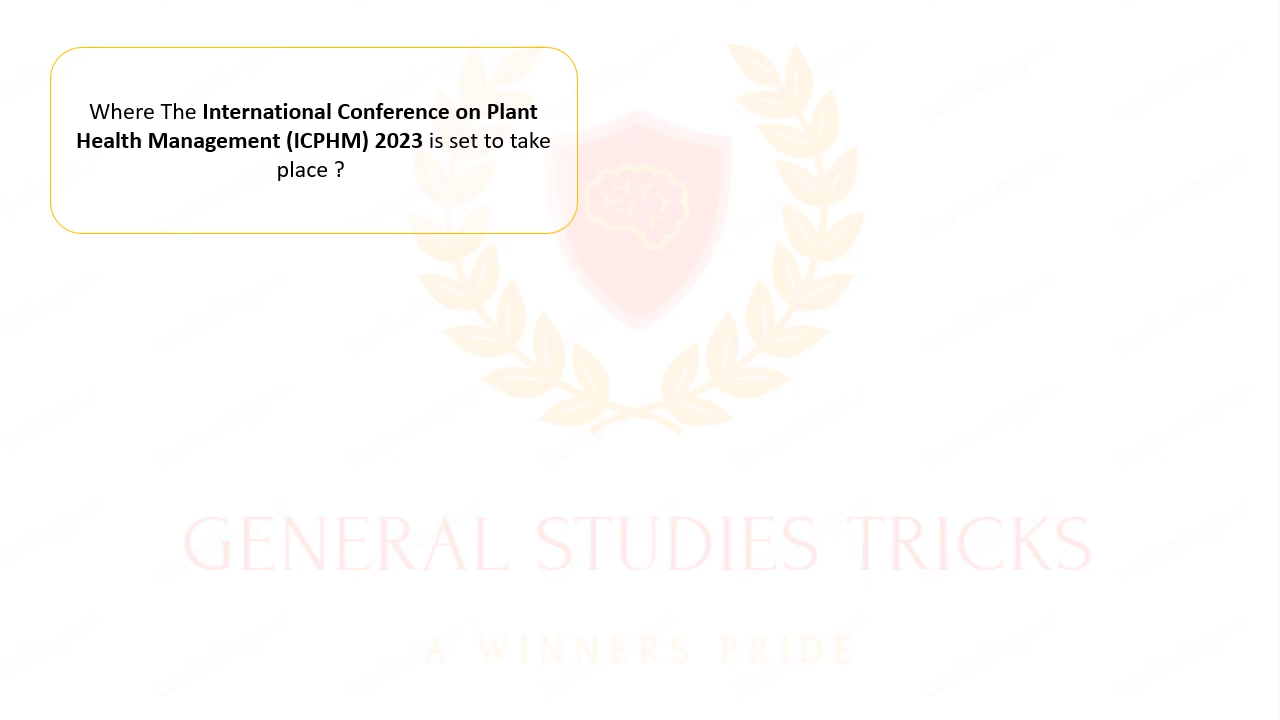 Where The International Conference on Plant
Health Management (ICPHM) 2023 is set to take
place ?
GENERAL STUDIES TRICKS
A WINNERS PRIDE